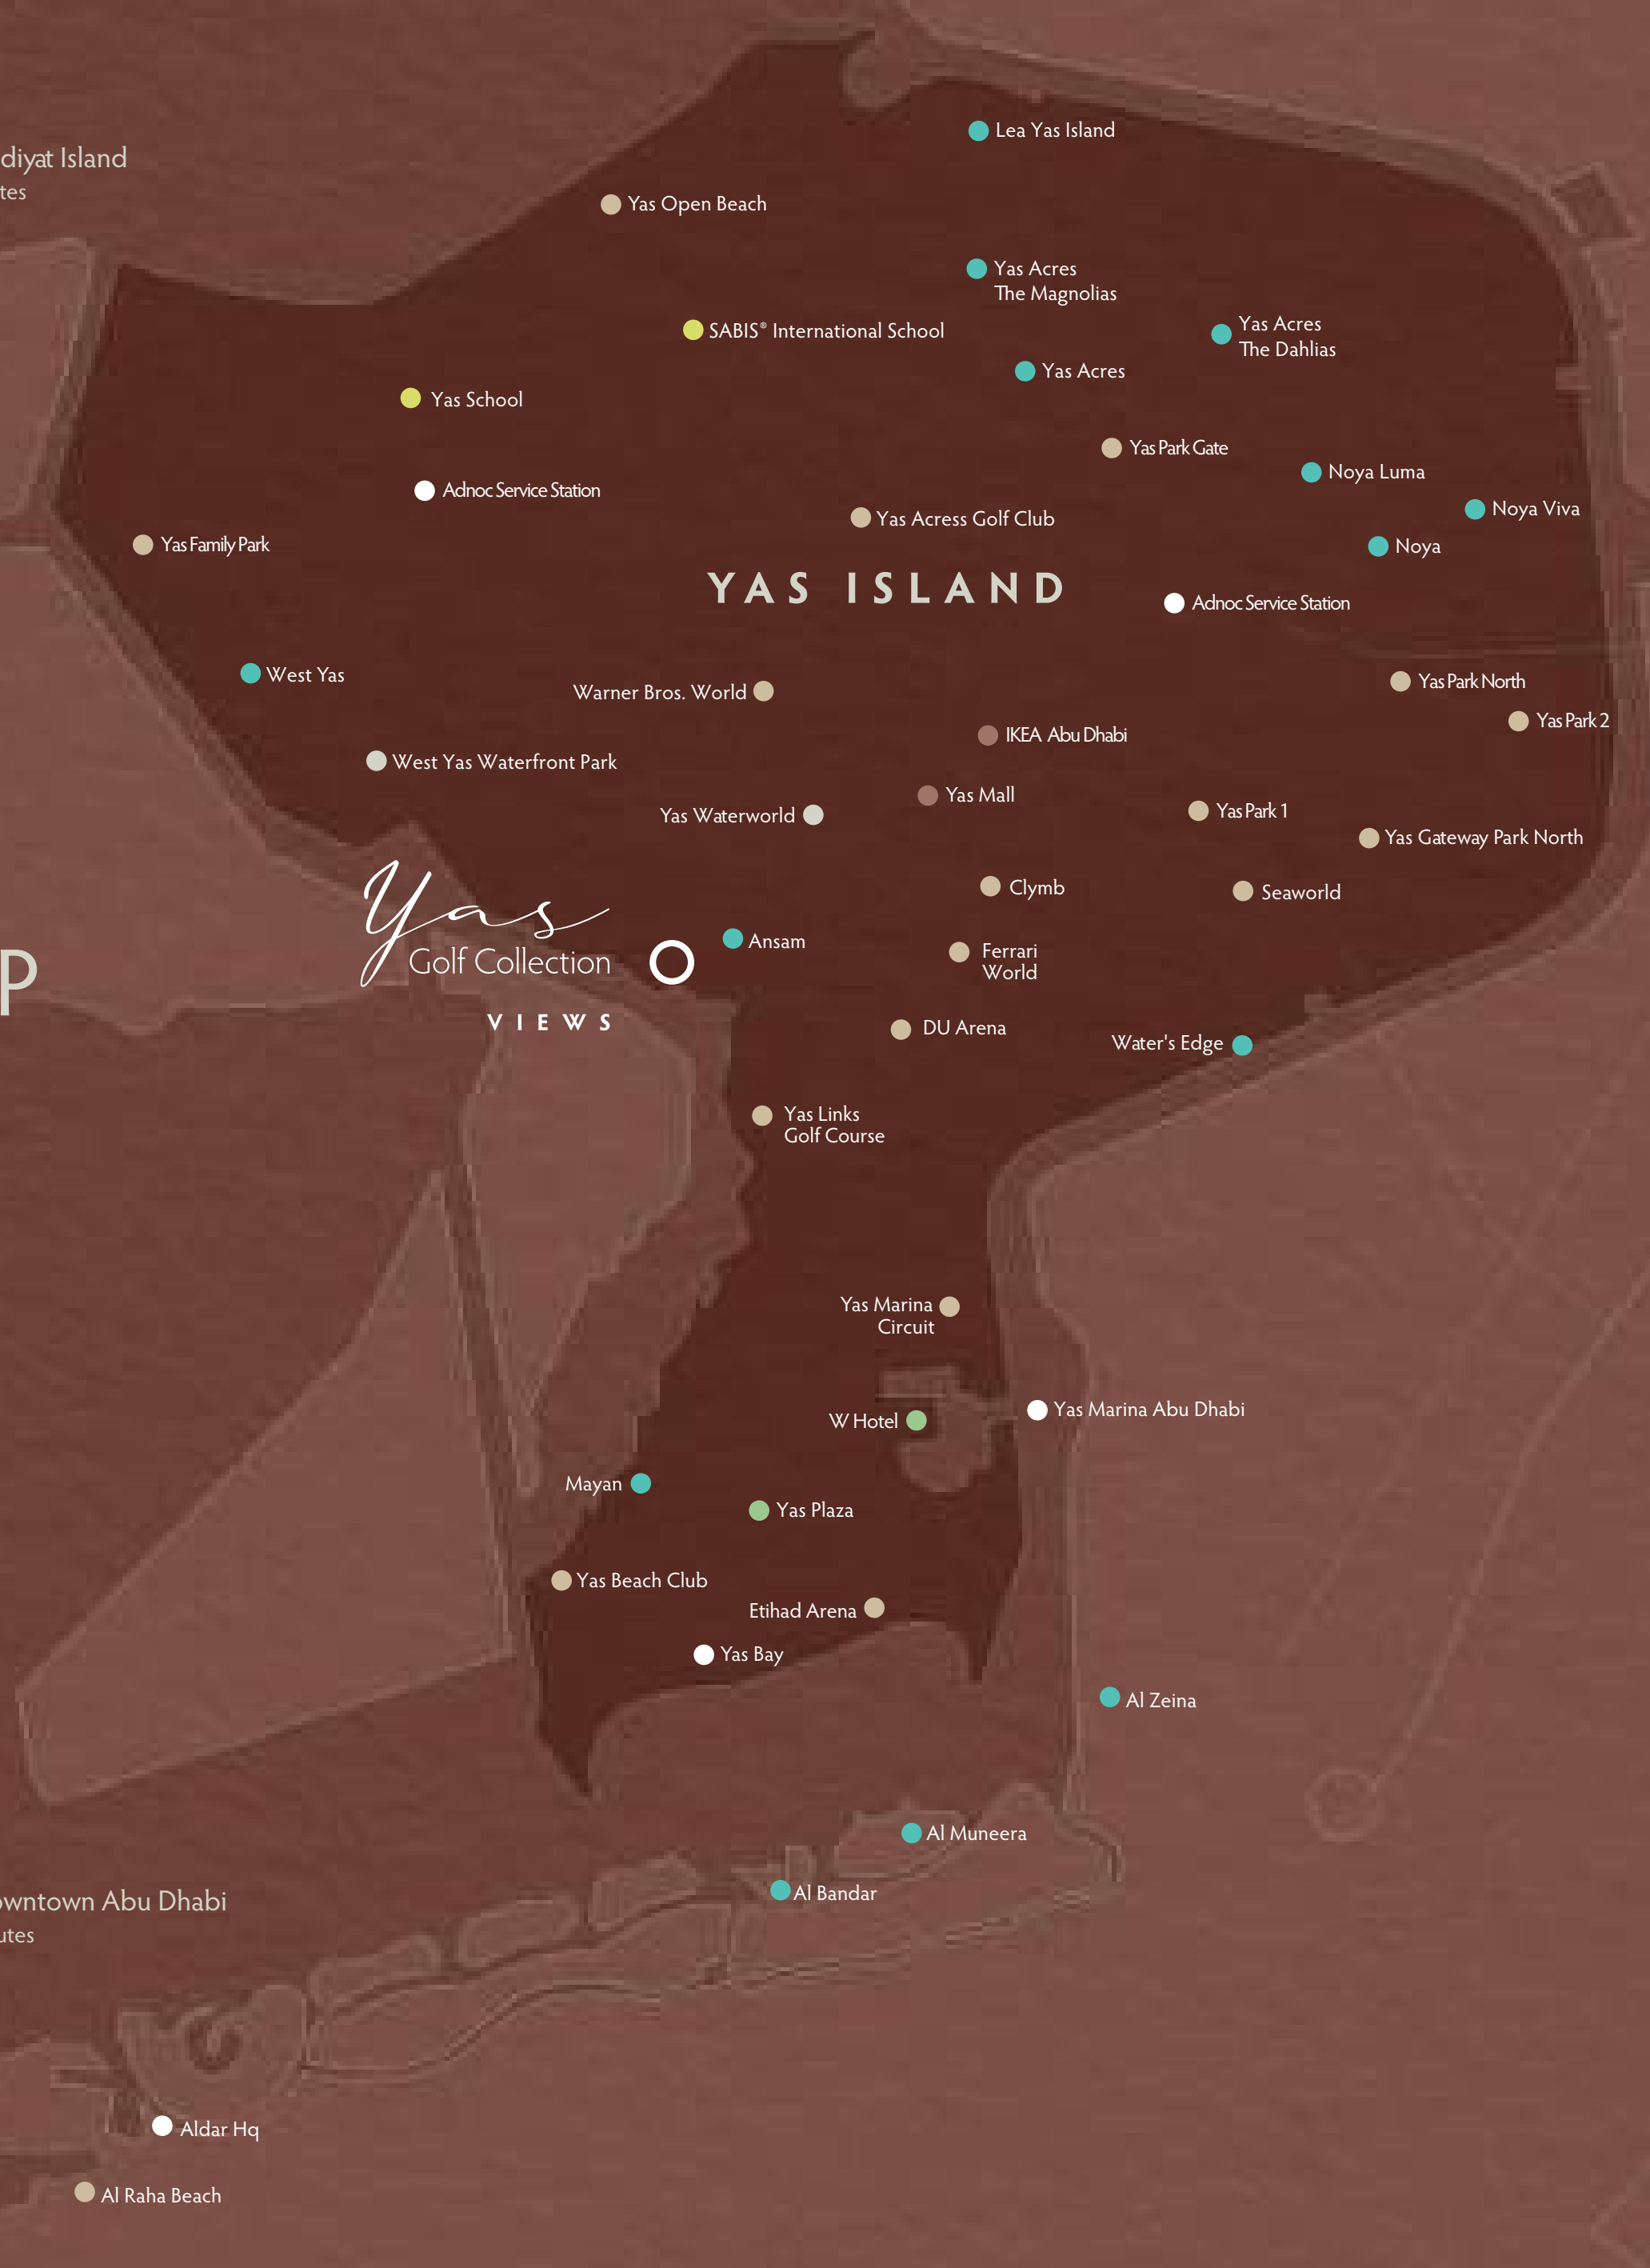 Lea Yas Island
diyat Island
tes
Yas Open Beach
Yas Acres
The Magnolias
SABIS® International School
Yas Acres
The Dahlias
Yas Acres
Yas School
Yas Park Gate
Noya Luma
Adnoc Service Station
Noya Viva
Yas Acress Golf Club
Yas Family Park
Noya
YAS ISLAND
Adnoc Service Station
West Yas
Yas Park North
Warner Bros. World
Yas Park 2
IKEA Abu Dhabi
West Yas Waterfront Park
Yas Mall
Yas Waterworld
Yas Park 1
Yas Gateway Park North
Clymb
Seaworld
Yas
Golf Collection
VIEWS
Ansam
Ferrari
World
P
DU Arena
Water's Edge
Yas Links
Golf Course
Yas Marina
Circuit
Yas Marina Abu Dhabi
W Hotel
Mayan
Yas Plaza
Yas Beach Club
Etihad Arena
Yas Bay
Al Zeina
Al Muneera
Al Bandar
owntown Abu Dhabi
utes
Aldar Hq
Al Raha Beach